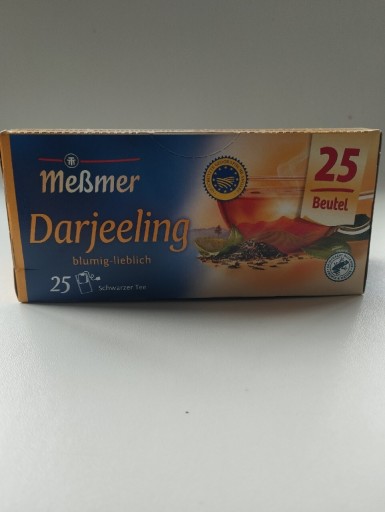 Meßmer
Darjeeling
blumig-lieblich
25 Schwarzer Tee
25
Beutel